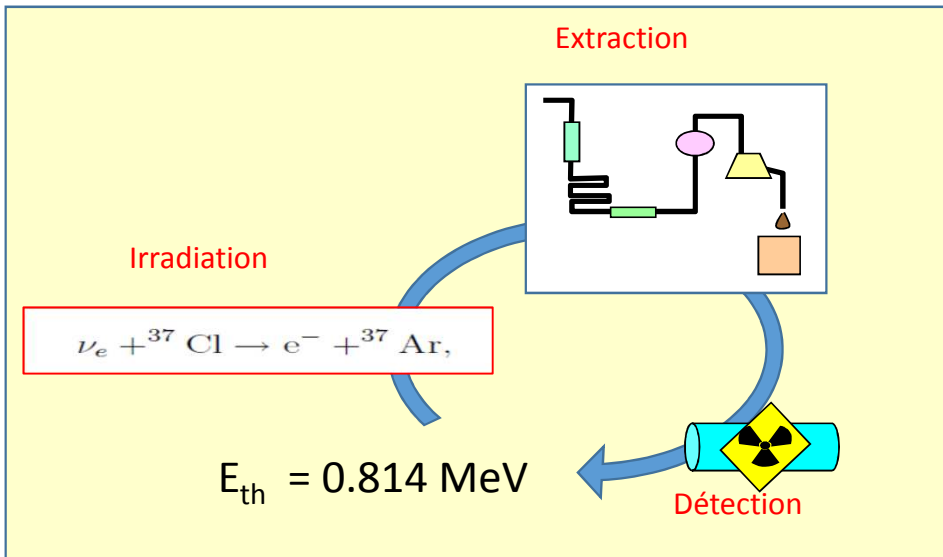 Extraction
Irradiation
νₑ +³⁷ Cl → e⁻ +³⁷ Ar,
Eₜₕ = 0.814 MeV
Détection